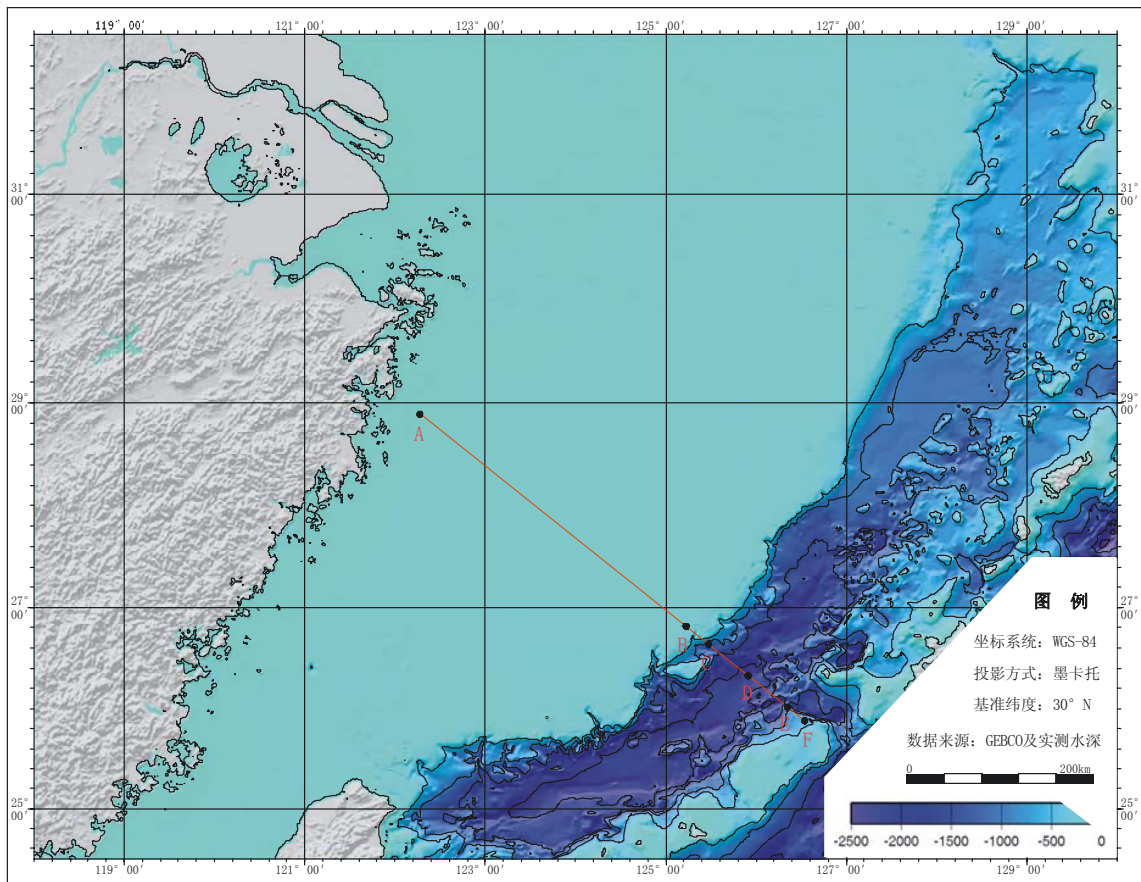 119° 00′ 121° 00′ 123° 00′ 125° 00′ 127° 00′ 129° 00′
31° 00′ 31° 00′
29° 00′ 29° 00′
A
27° 00′ 27° 00′
B
C
D
E
F
25° 00′ 25° 00′
图 例
坐标系统: WGS-84
投影方式: 墨卡托
基准纬度: 30° N
数据来源: GEBCO及实测水深
0 200km
-2500 -2000 -1500 -1000 -500 0
119° 00′ 121° 00′ 123° 00′ 125° 00′ 127° 00′ 129° 00′